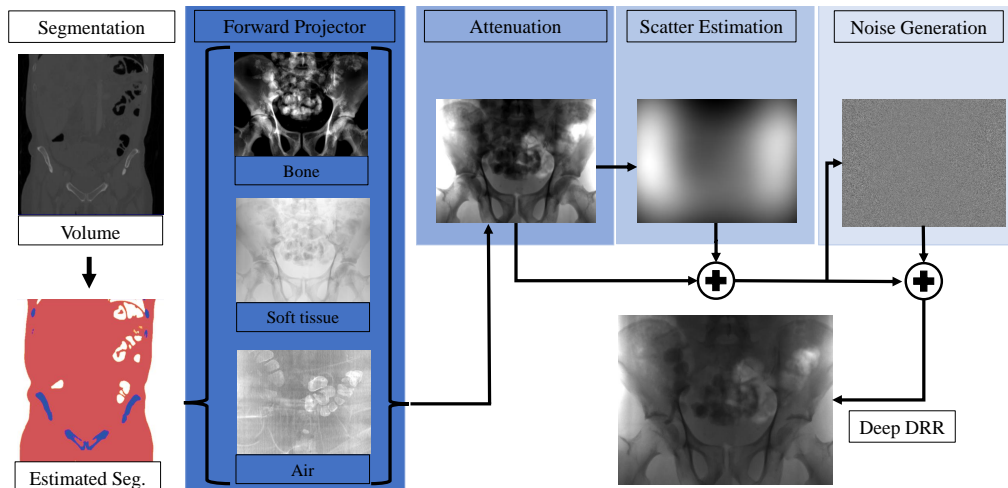 Segmentation
Forward Projector
Attenuation
Scatter Estimation
Noise Generation
Bone
Volume
Soft tissue
Deep DRR
Air
Estimated Seg.